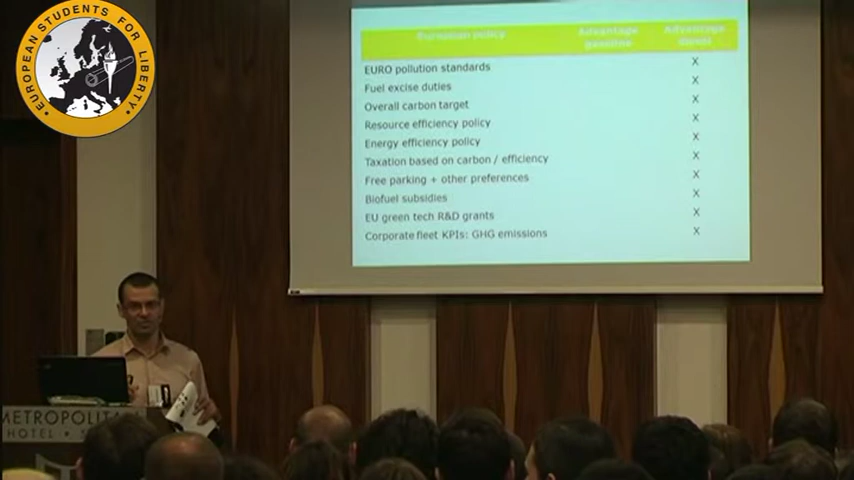 EUROPEAN STUDENTS FOR LIBERTY
European policy Advantage gasoline Advantage diesel
EURO pollution standards X
Fuel excise duties X
Overall carbon target X
Resource efficiency policy X
Energy efficiency policy X
Taxation based on carbon / efficiency X
Free parking + other preferences X
Biofuel subsidies X
EU green tech R&D grants X
Corporate fleet KPIs: GHG emissions X
METROPOLITAN
HOTEL